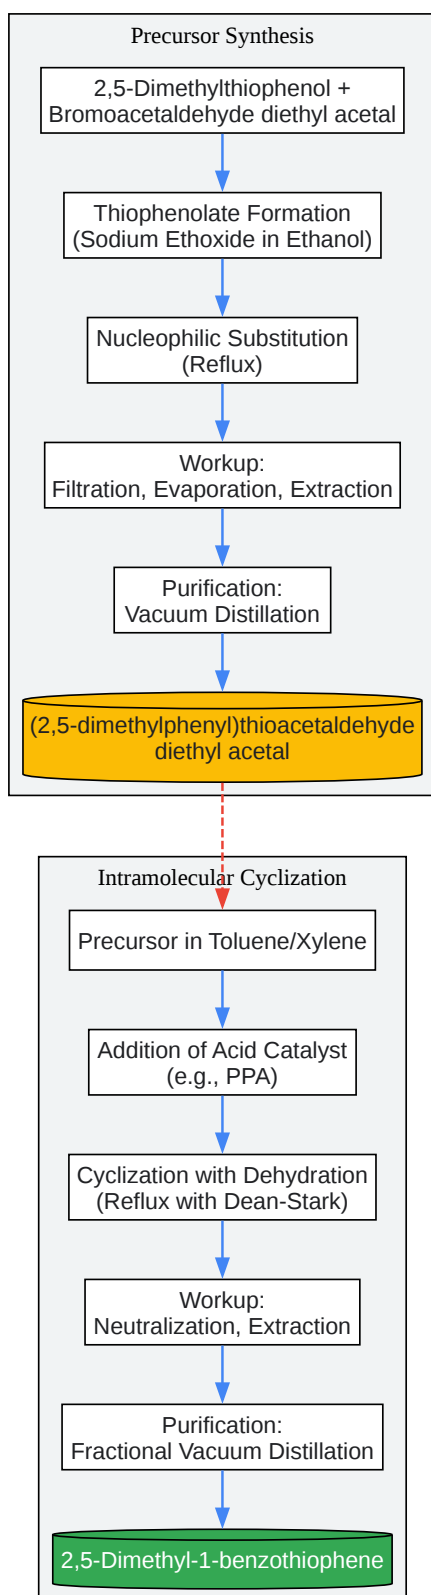 Precursor Synthesis
2,5-Dimethylthiophenol +
Bromoacetaldehyde diethyl acetal
Thiophenolate Formation
(Sodium Ethoxide in Ethanol)
Nucleophilic Substitution
(Reflux)
Workup:
Filtration, Evaporation, Extraction
Purification:
Vacuum Distillation
(2,5-dimethylphenyl)thioacetaldehyde
diethyl acetal
Intramolecular Cyclization
Precursor in Toluene/Xylene
Addition of Acid Catalyst
(e.g., PPA)
Cyclization with Dehydration
(Reflux with Dean-Stark)
Workup:
Neutralization, Extraction
Purification:
Fractional Vacuum Distillation
2,5-Dimethyl-1-benzothiophene